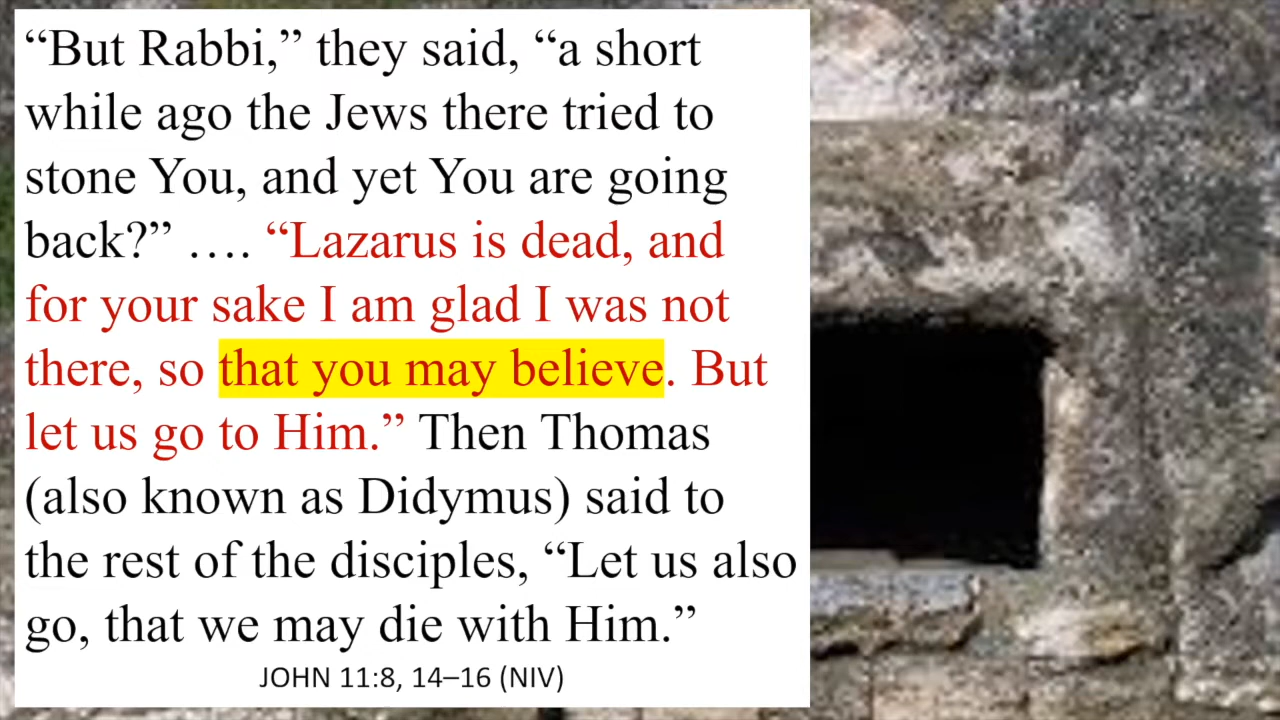 “But Rabbi,” they said, “a short
while ago the Jews there tried to
stone You, and yet You are going
back?” …. “Lazarus is dead, and
for your sake I am glad I was not
there, so that you may believe. But
let us go to Him.” Then Thomas
(also known as Didymus) said to
the rest of the disciples, “Let us also
go, that we may die with Him.”
JOHN 11:8, 14–16 (NIV)